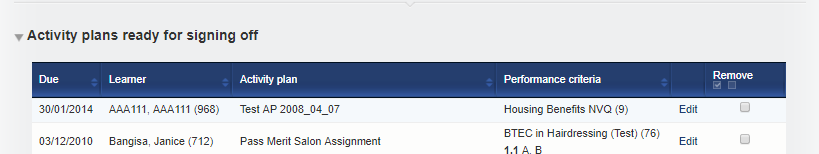 Activity plans ready for signing off
Due Learner Activity plan Performance criteria Remove
30/01/2014 AAA111, AAA111 (968) Test AP 2008_04_07 Housing Benefits NVQ (9) Edit
03/12/2010 Bangisa, Janice (712) Pass Merit Salon Assignment BTEC in Hairdressing (Test) (76) Edit
1.1 A, B